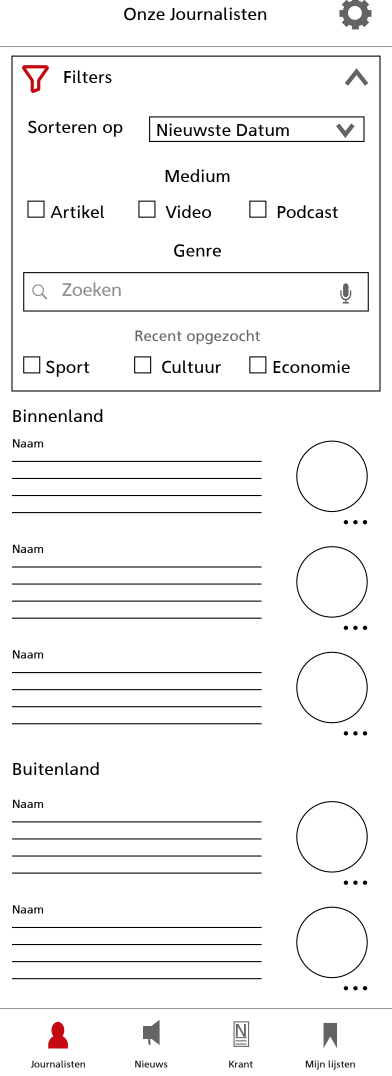 Onze Journalisten
Filters
Sorteren op
Nieuwste Datum
Medium
Artikel
Video
Podcast
Genre
Zoeken
Recent opgezocht
Sport
Cultuur
Economie
Binnenland
Naam
Naam
Naam
Buitenland
Naam
Naam
N
Journalisten
Nieuws
Krant
Mijn lijsten